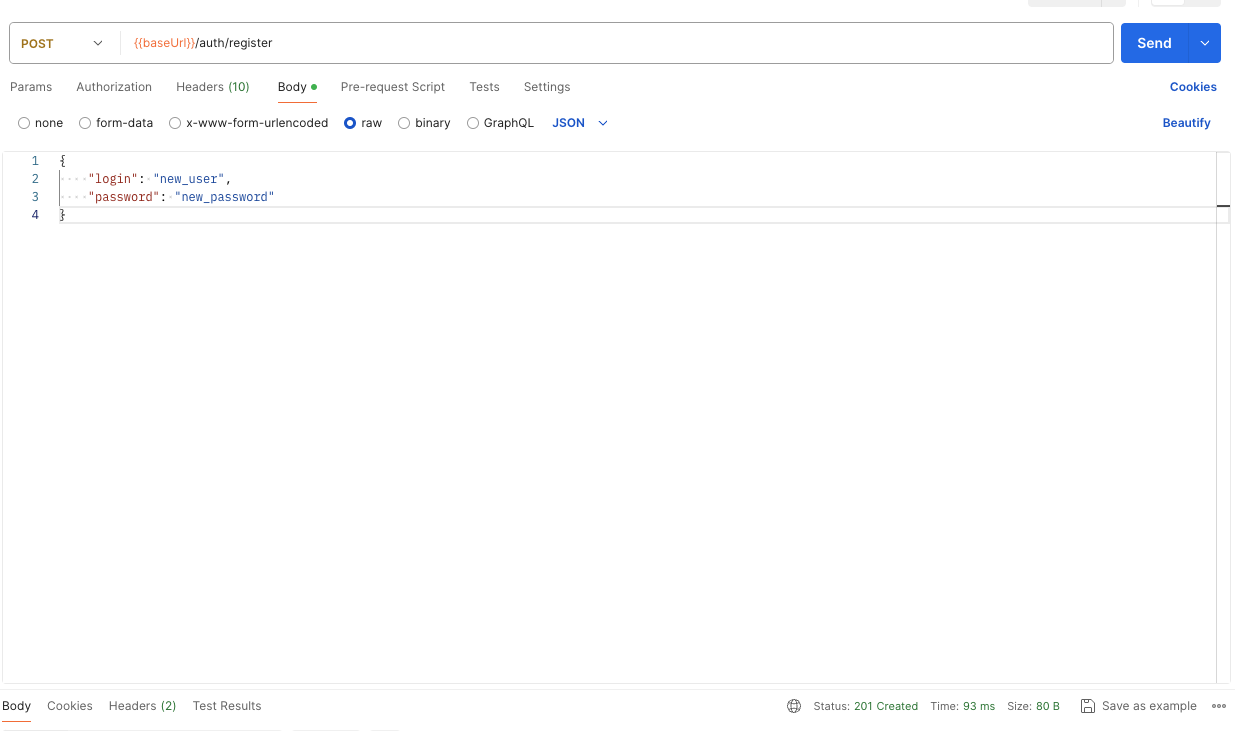 POST {{baseUrl}}/auth/register Send
Params Authorization Headers (10) Body Pre-request Script Tests Settings Cookies
none form-data x-www-form-urlencoded raw binary GraphQL JSON Beautify
1 {
2 "login": "new_user",
3 "password": "new_password"
4 }
Body Cookies Headers (2) Test Results Status: 201 Created Time: 93 ms Size: 80 B Save as example